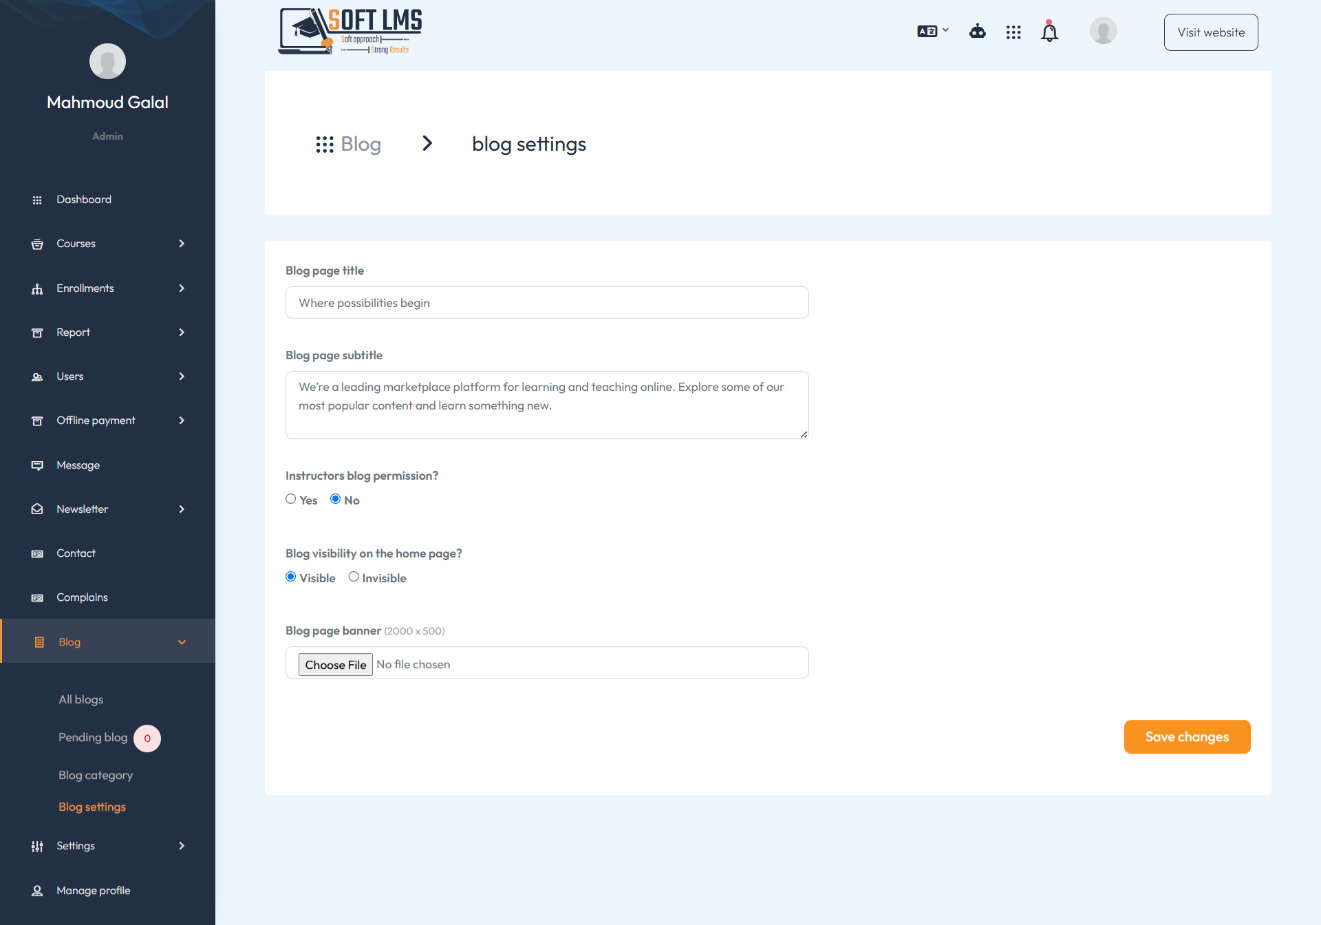 Mahmoud Galal
Admin
Dashboard
Courses
Enrollments
Report
Users
Offline payment
Message
Newsletter
Contact
Complains
Blog
All blogs
Pending blog 0
Blog category
Blog settings
Settings
Manage profile
SOFT LMS
Soft approach
Strong Results
Visit website
Blog
blog settings
Blog page title
Where possibilities begin
Blog page subtitle
We're a leading marketplace platform for learning and teaching online. Explore some of our
most popular content and learn something new.
Instructors blog permission?
Yes No
Blog visibility on the home page?
Visible Invisible
Blog page banner (2000 x 500)
Choose File No file chosen
Save changes